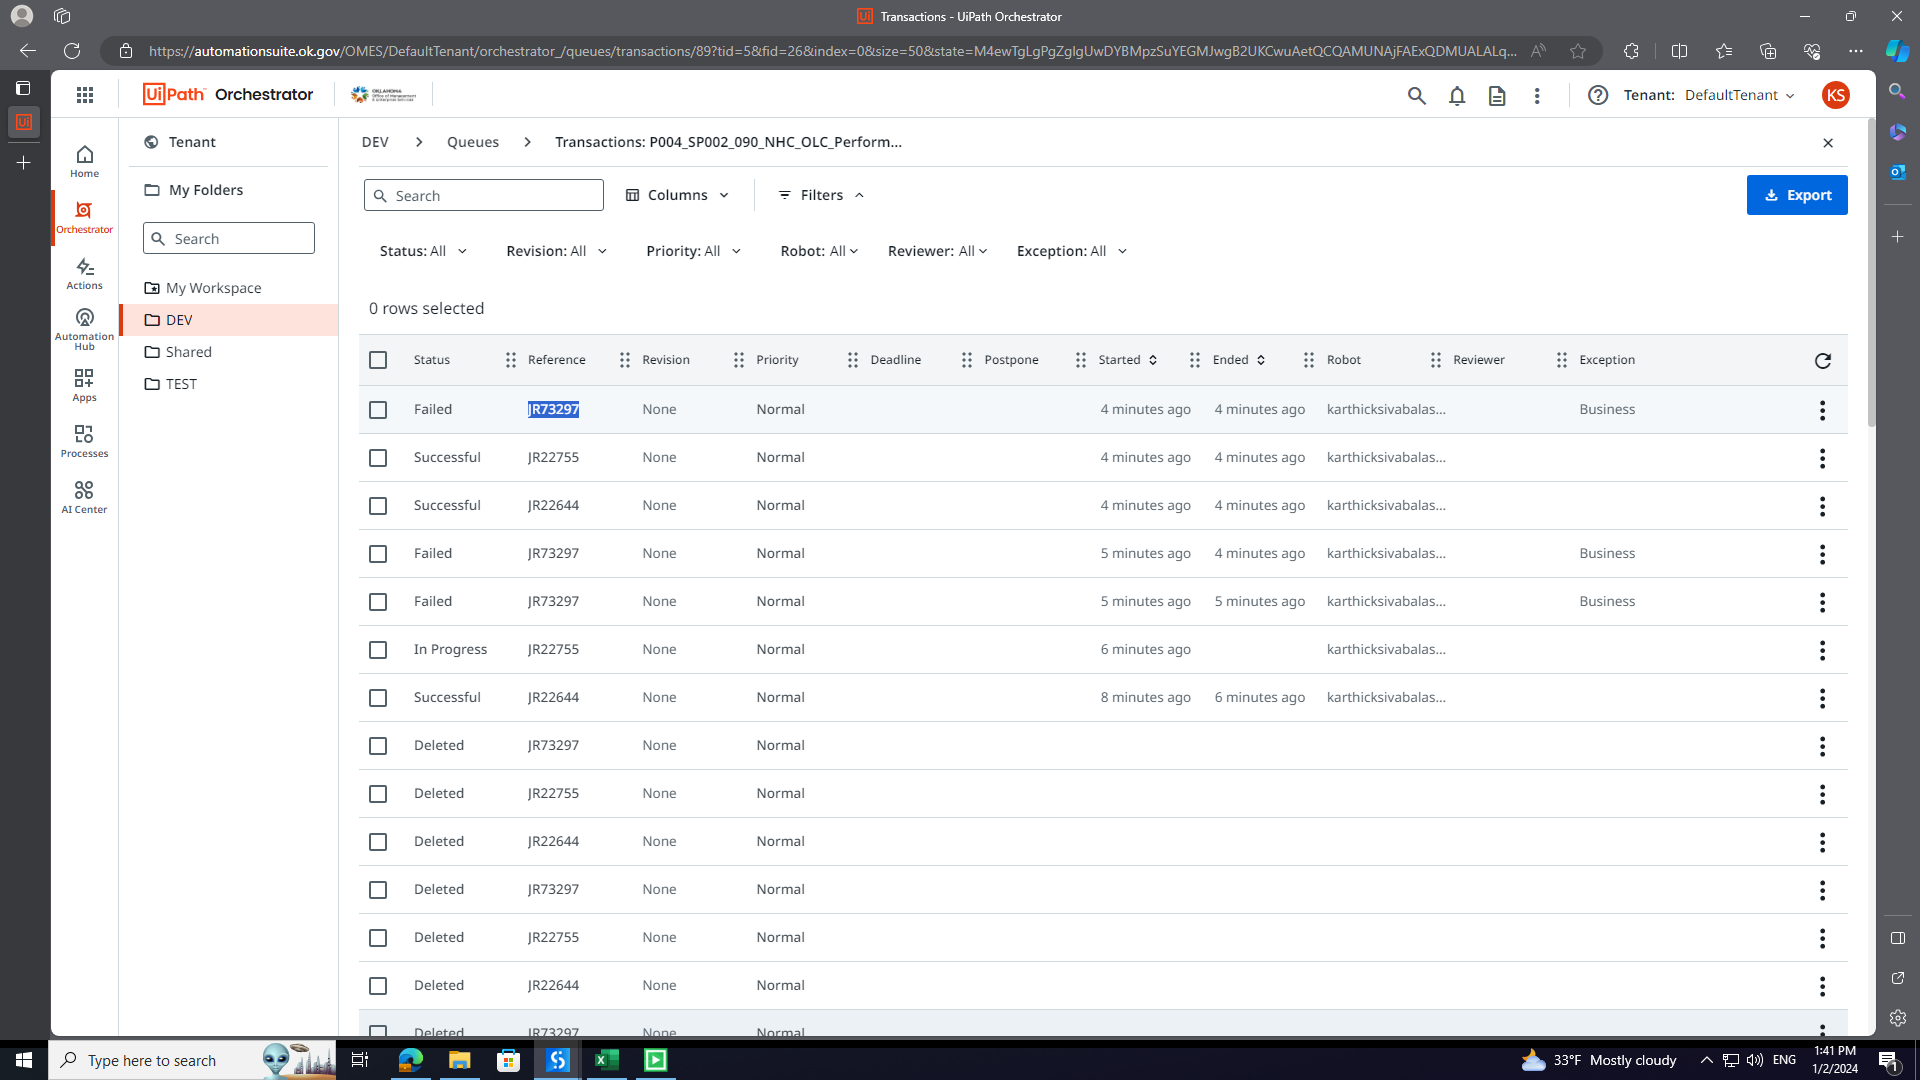 Transactions - UiPath Orchestrator
https://automationsuite.ok.gov/OMES/DefaultTenant/orchestrator_/queues/transactions/89?tid=5&fid=26&index=0&size=50&state=M4ewTgLgPgZglgUwDYBMpzSuYEGMJwgB2UKCwuAetQCQAMUNAjFAExQDMUALALq...
UiPath Orchestrator
OKLAHOMA
Tenant: DefaultTenant
KS
Home
Orchestrator
Actions
Automation Hub
Apps
Processes
AI Center
Tenant
My Folders
Search
My Workspace
DEV
Shared
TEST
DEV > Queues > Transactions: P004_SP002_090_NHC_OLC_Perform...
Search Columns Filters Export
Status: All Revision: All Priority: All Robot: All Reviewer: All Exception: All
0 rows selected
Status Reference Revision Priority Deadline Postpone Started Ended Robot Reviewer Exception
Failed JR73297 None Normal 4 minutes ago 4 minutes ago karthicksivabalas... Business
Successful JR22755 None Normal 4 minutes ago 4 minutes ago karthicksivabalas...
Successful JR22644 None Normal 4 minutes ago 4 minutes ago karthicksivabalas...
Failed JR73297 None Normal 5 minutes ago 4 minutes ago karthicksivabalas... Business
Failed JR73297 None Normal 5 minutes ago 5 minutes ago karthicksivabalas... Business
In Progress JR22755 None Normal 6 minutes ago karthicksivabalas...
Successful JR22644 None Normal 8 minutes ago 6 minutes ago karthicksivabalas...
Deleted JR73297 None Normal
Deleted JR22755 None Normal
Deleted JR22644 None Normal
Deleted JR73297 None Normal
Deleted JR22755 None Normal
Deleted JR22644 None Normal
Deleted JR73297 None Normal
Type here to search
33°F Mostly cloudy
ENG
1:41 PM
1/2/2024
1